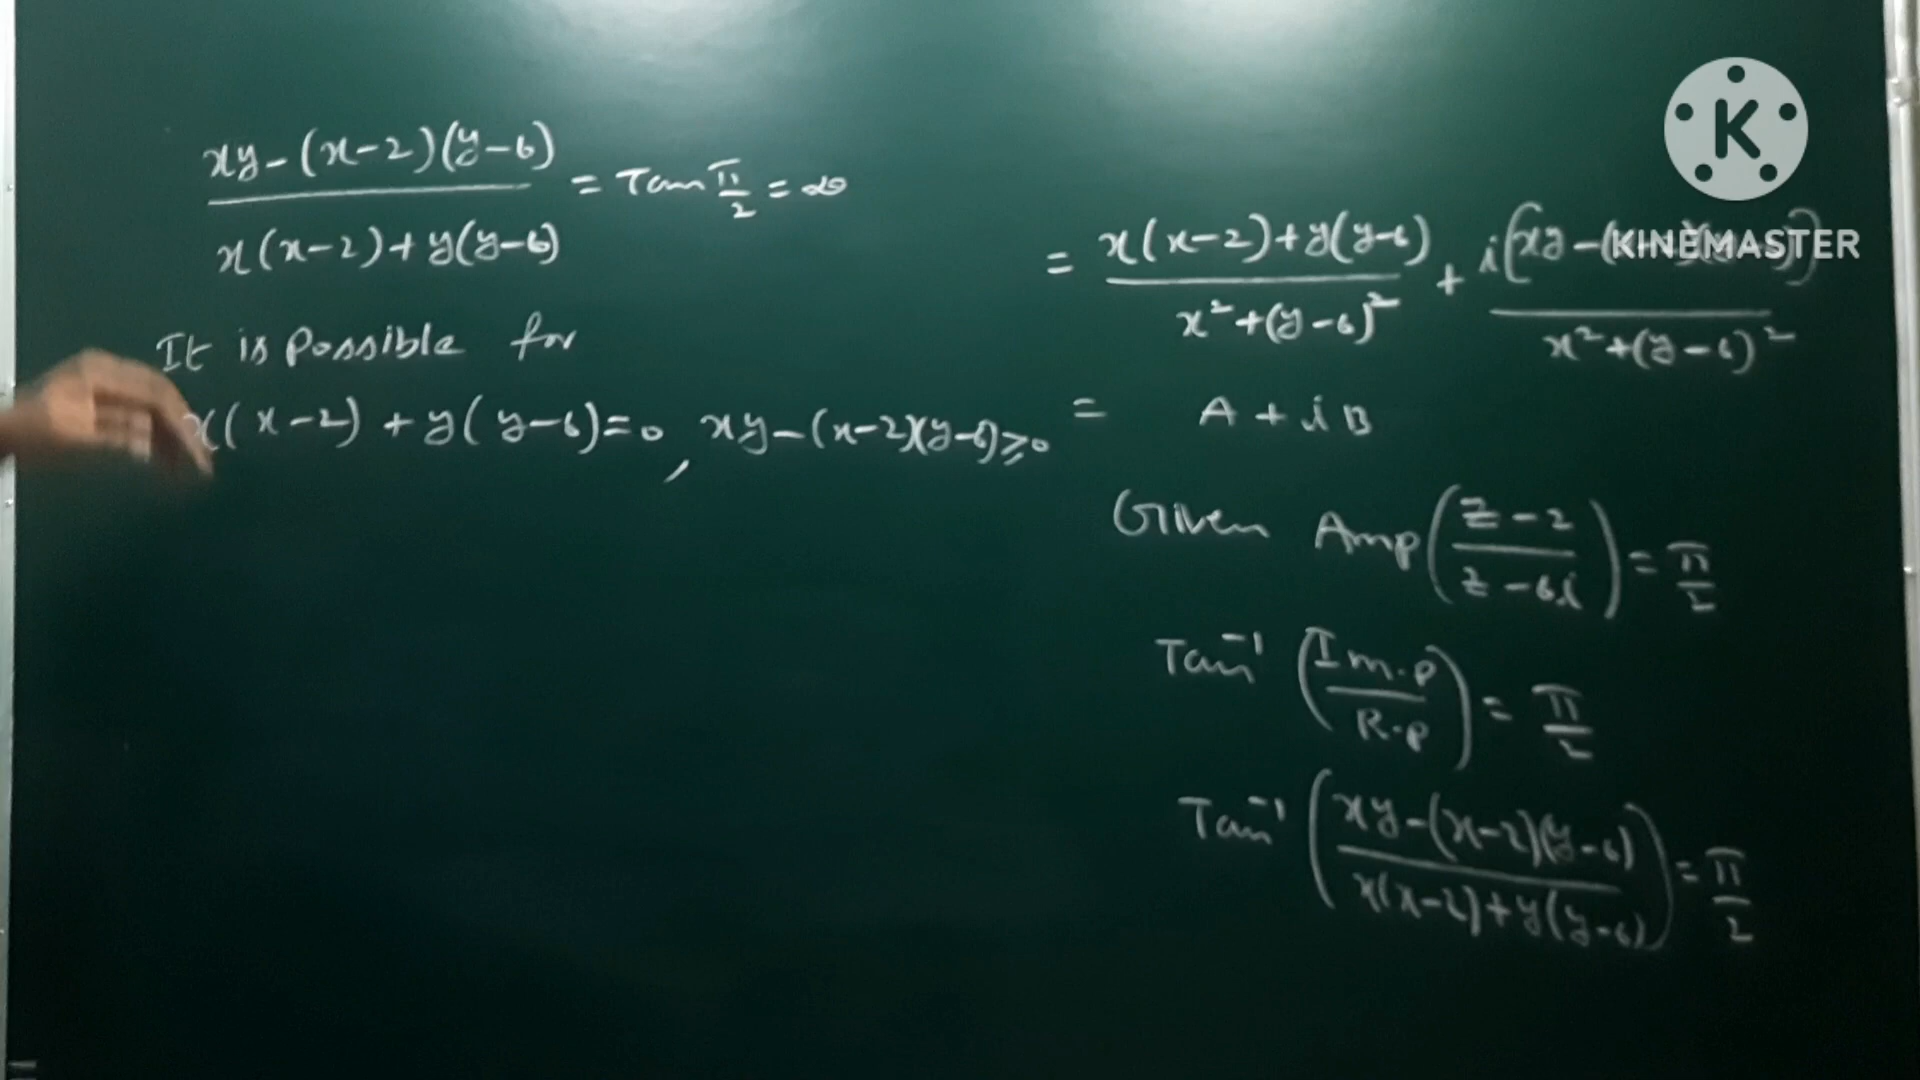 xy-(x-2)(y-6)
x(x-2)+y(y-6)
= Tan π/2 = ∞
It is possible for
x(x-2)+y(y-6)=0, xy-(x-2)(y-6)≥0
K
KINEMASTER
= x(x-2)+y(y-6) / x²+(y-6)² + i(xy-( / x²+(y-6)²
= A+iB
Given Amp(z-2 / z-6i) = π/2
Tan⁻¹(Im.p / R.p) = π/2
Tan⁻¹(xy-(x-2)(y-6) / x(x-2)+y(y-6)) = π/2